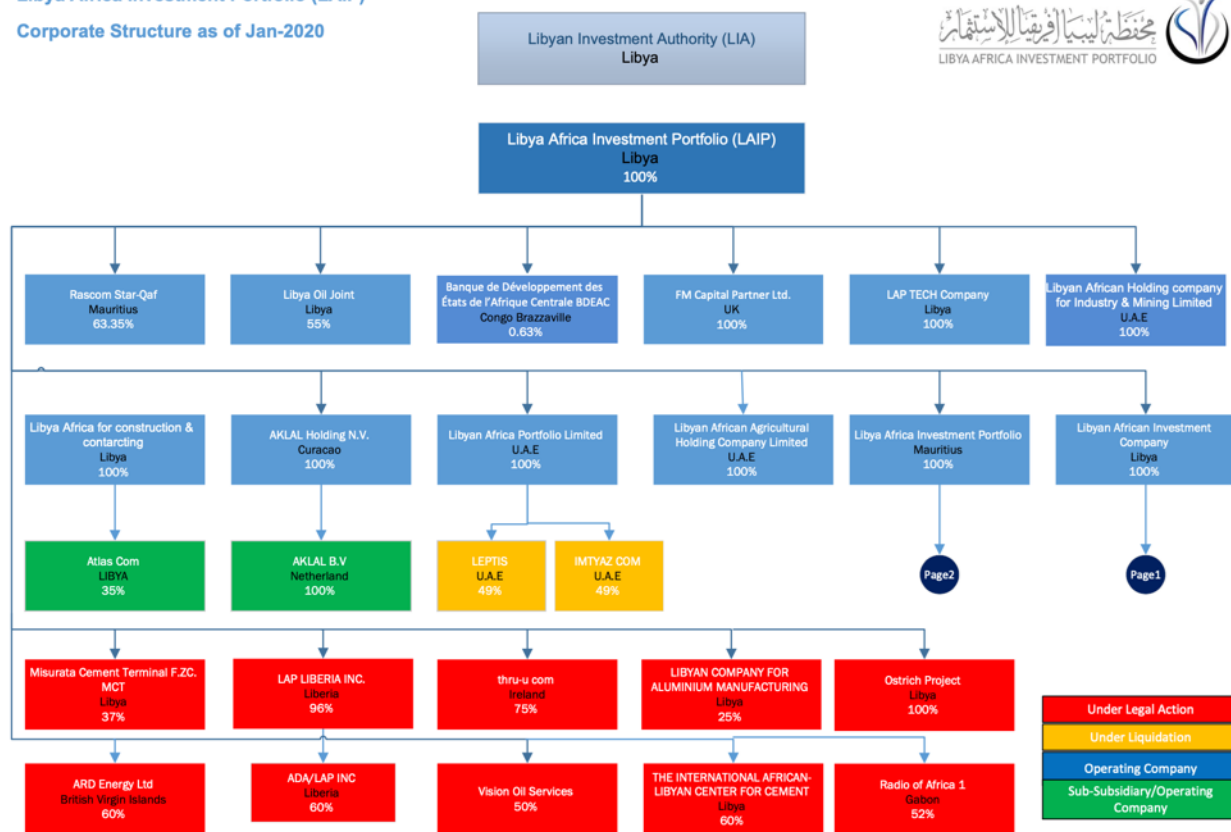 Libya Africa Investment Portfolio (LAIP)
Corporate Structure as of Jan-2020
Libyan Investment Authority (LIA)
Libya
محفظة ليبيا أفريقيا للاستثمار
LIBYA AFRICA INVESTMENT PORTFOLIO
Libya Africa Investment Portfolio (LAIP)
Libya
100%
Rascom Star-Qaf
Mauritius
63.35%
Libya Oil Joint
Libya
55%
Banque de Développement des
États de l'Afrique Centrale BDEAC
Congo Brazzaville
0.63%
FM Capital Partner Ltd.
UK
100%
LAP TECH Company
Libya
100%
Libyan African Holding company
for Industry & Mining Limited
U.A.E
100%
Libya Africa for construction &
contarcting
Libya
100%
AKLAL Holding N.V.
Curacao
100%
Libyan Africa Portfolio Limited
U.A.E
100%
Libyan African Agricultural
Holding Company Limited
U.A.E
100%
Libya Africa Investment Portfolio
Mauritius
100%
Libyan African Investment
Company
Libya
100%
Atlas Com
LIBYA
35%
AKLAL B.V
Netherland
100%
LEPTIS
U.A.E
49%
IMTYAZ COM
U.A.E
49%
Page2
Page1
Misurata Cement Terminal F.ZC.
MCT
Libya
37%
LAP LIBERIA INC.
Liberia
96%
thru-u com
Ireland
75%
LIBYAN COMPANY FOR
ALUMINIUM MANUFACTURING
Libya
25%
Ostrich Project
Libya
100%
ARD Energy Ltd
British Virgin Islands
60%
ADA/LAP INC
Liberia
60%
Vision Oil Services
50%
THE INTERNATIONAL AFRICAN-
LIBYAN CENTER FOR CEMENT
Libya
60%
Radio of Africa 1
Gabon
52%
Under Legal Action
Under Liquidation
Operating Company
Sub-Subsidiary/Operating
Company